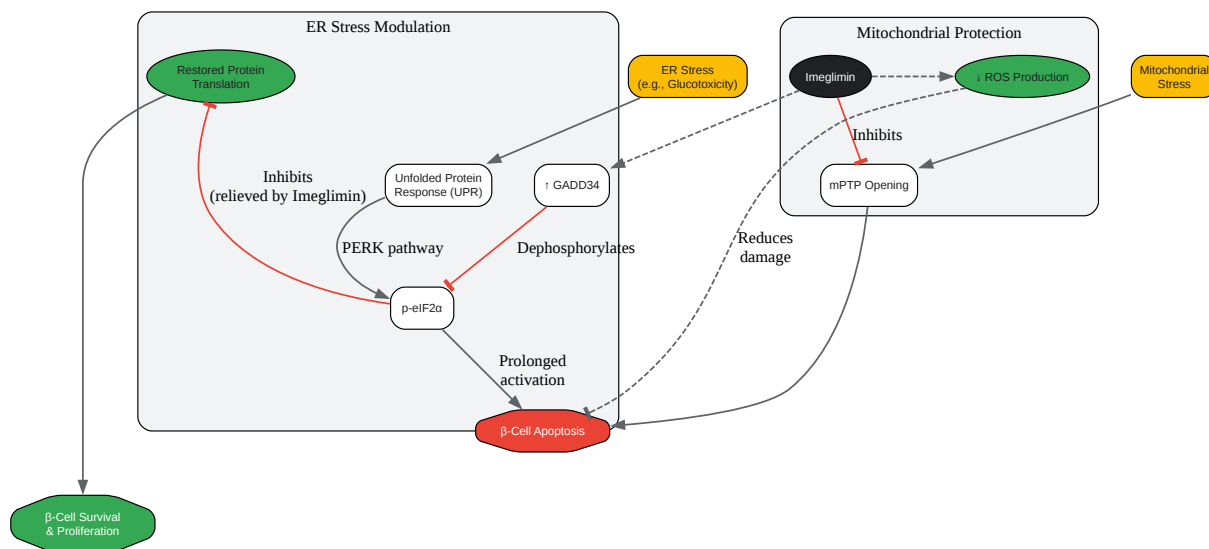 ER Stress Modulation
Mitochondrial Protection
Restored Protein
Translation
ER Stress
(e.g., Glucotoxicity)
Imeglimin
↓ ROS Production
Mitochondrial
Stress
Inhibits
Inhibits
(relieved by Imeglimin)
Unfolded Protein
Response (UPR)
↑ GADD34
mPTP Opening
PERK pathway
Dephosphorylates
Reduces
damage
p-eIF2α
Prolonged
activation
β-Cell Apoptosis
β-Cell Survival
& Proliferation